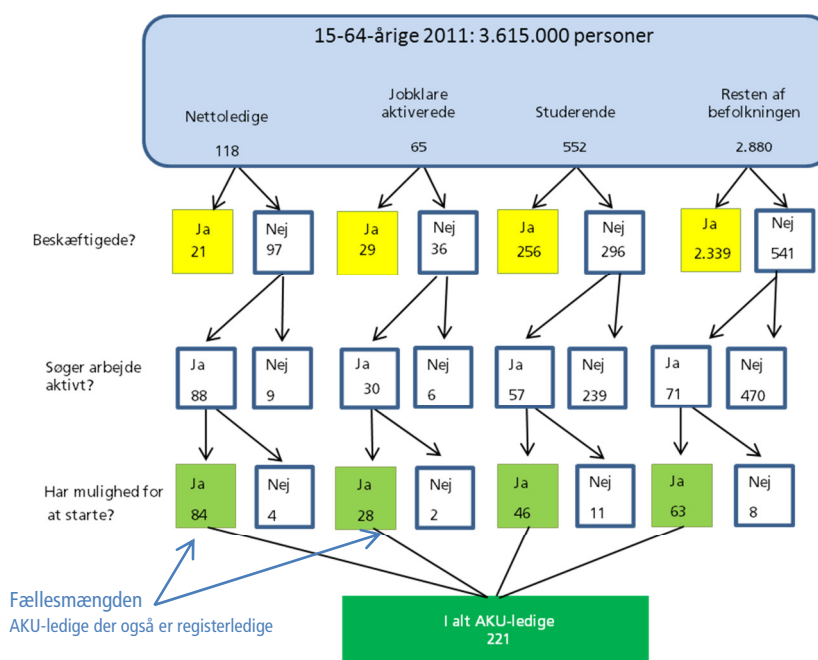 15-64-årige 2011: 3.615.000 personer
Nettoledige
Jobklare
aktiverede
Studerende
Resten af
befolkningen
118
65
552
2.880
Beskæftigede?
Ja
21
Nej
97
Ja
29
Nej
36
Ja
256
Nej
296
Ja
2.339
Nej
541
Søger arbejde
aktivt?
Ja
88
Nej
9
Ja
30
Nej
6
Ja
57
Nej
239
Ja
71
Nej
470
Har mulighed for
at starte?
Ja
84
Nej
4
Ja
28
Nej
2
Ja
46
Nej
11
Ja
63
Nej
8
Fællesmængden
AKU-ledige der også er registerledige
I alt AKU-ledige
221